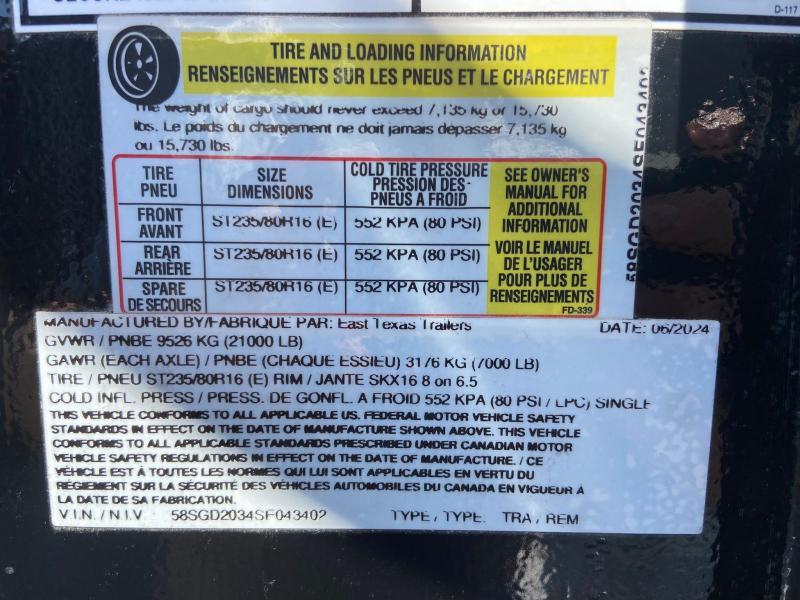 D-117
TIRE AND LOADING INFORMATION
RENSEIGNEMENTS SUR LES PNEUS ET LE CHARGEMENT
The weight of cargo should never exceed 7,135 kg or 15,730
lbs. Le poids du chargement ne doit jamais dépasser 7,135 kg
ou 15,730 lbs.
TIRE PNEU
SIZE DIMENSIONS
COLD TIRE PRESSURE
PRESSION DES-
PNEUS A FROID
FRONT AVANT
ST235/80R16 (E)
552 KPA (80 PSI)
REAR ARRIÈRE
ST235/80R16 (E)
552 KPA (80 PSI)
SPARE DE SECOURS
ST235/80R16 (E)
552 KPA (80 PSI)
SEE OWNER'S
MANUAL FOR
ADDITIONAL
INFORMATION
VOIR LE MANUEL
DE L'USAGER
POUR PLUS DE
RENSEIGNEMENTS
FD-339
58SGD2034SF043402
MANUFACTURED BY/FABRIQUE PAR: East Texas Trailers DATE: 06/2024
GVWR / PNBE 9526 KG (21000 LB)
GAWR (EACH AXLE) / PNBE (CHAQUE ESSIEU) 3176 KG (7000 LB)
TIRE / PNEU ST235/80R16 (E) RIM / JANTE SKX16 8 on 6.5
COLD INFL. PRESS / PRESS. DE GONFL. A FROID 552 KPA (80 PSI / LPC) SINGLE
THIS VEHICLE CONFORMS TO ALL APPLICABLE US. FEDERAL MOTOR VEHICLE SAFETY
STANDARDS IN EFFECT ON THE DATE OF MANUFACTURE SHOWN ABOVE. THIS VEHICLE
CONFORMS TO ALL APPLICABLE STANDARDS PRESCRIBED UNDER CANADIAN MOTOR
VEHICLE SAFETY REGULATIONS IN EFFECT ON THE DATE OF MANUFACTURE. / CE
VÉHICLE EST À TOUTES LES NORMES QUI LUI SONT APPLICABLES EN VERTU DU
RÉGIEMENT SUR LA SÉCURITÉ DES VÉHICLES AUTOMOBILES DU CANADA EN VIGUEUR À
LA DATE DE SA FABRICATION.
V.I.N. / N.I.V. 58SGD2034SF043402 TYPE / TYPE: TRA / REM